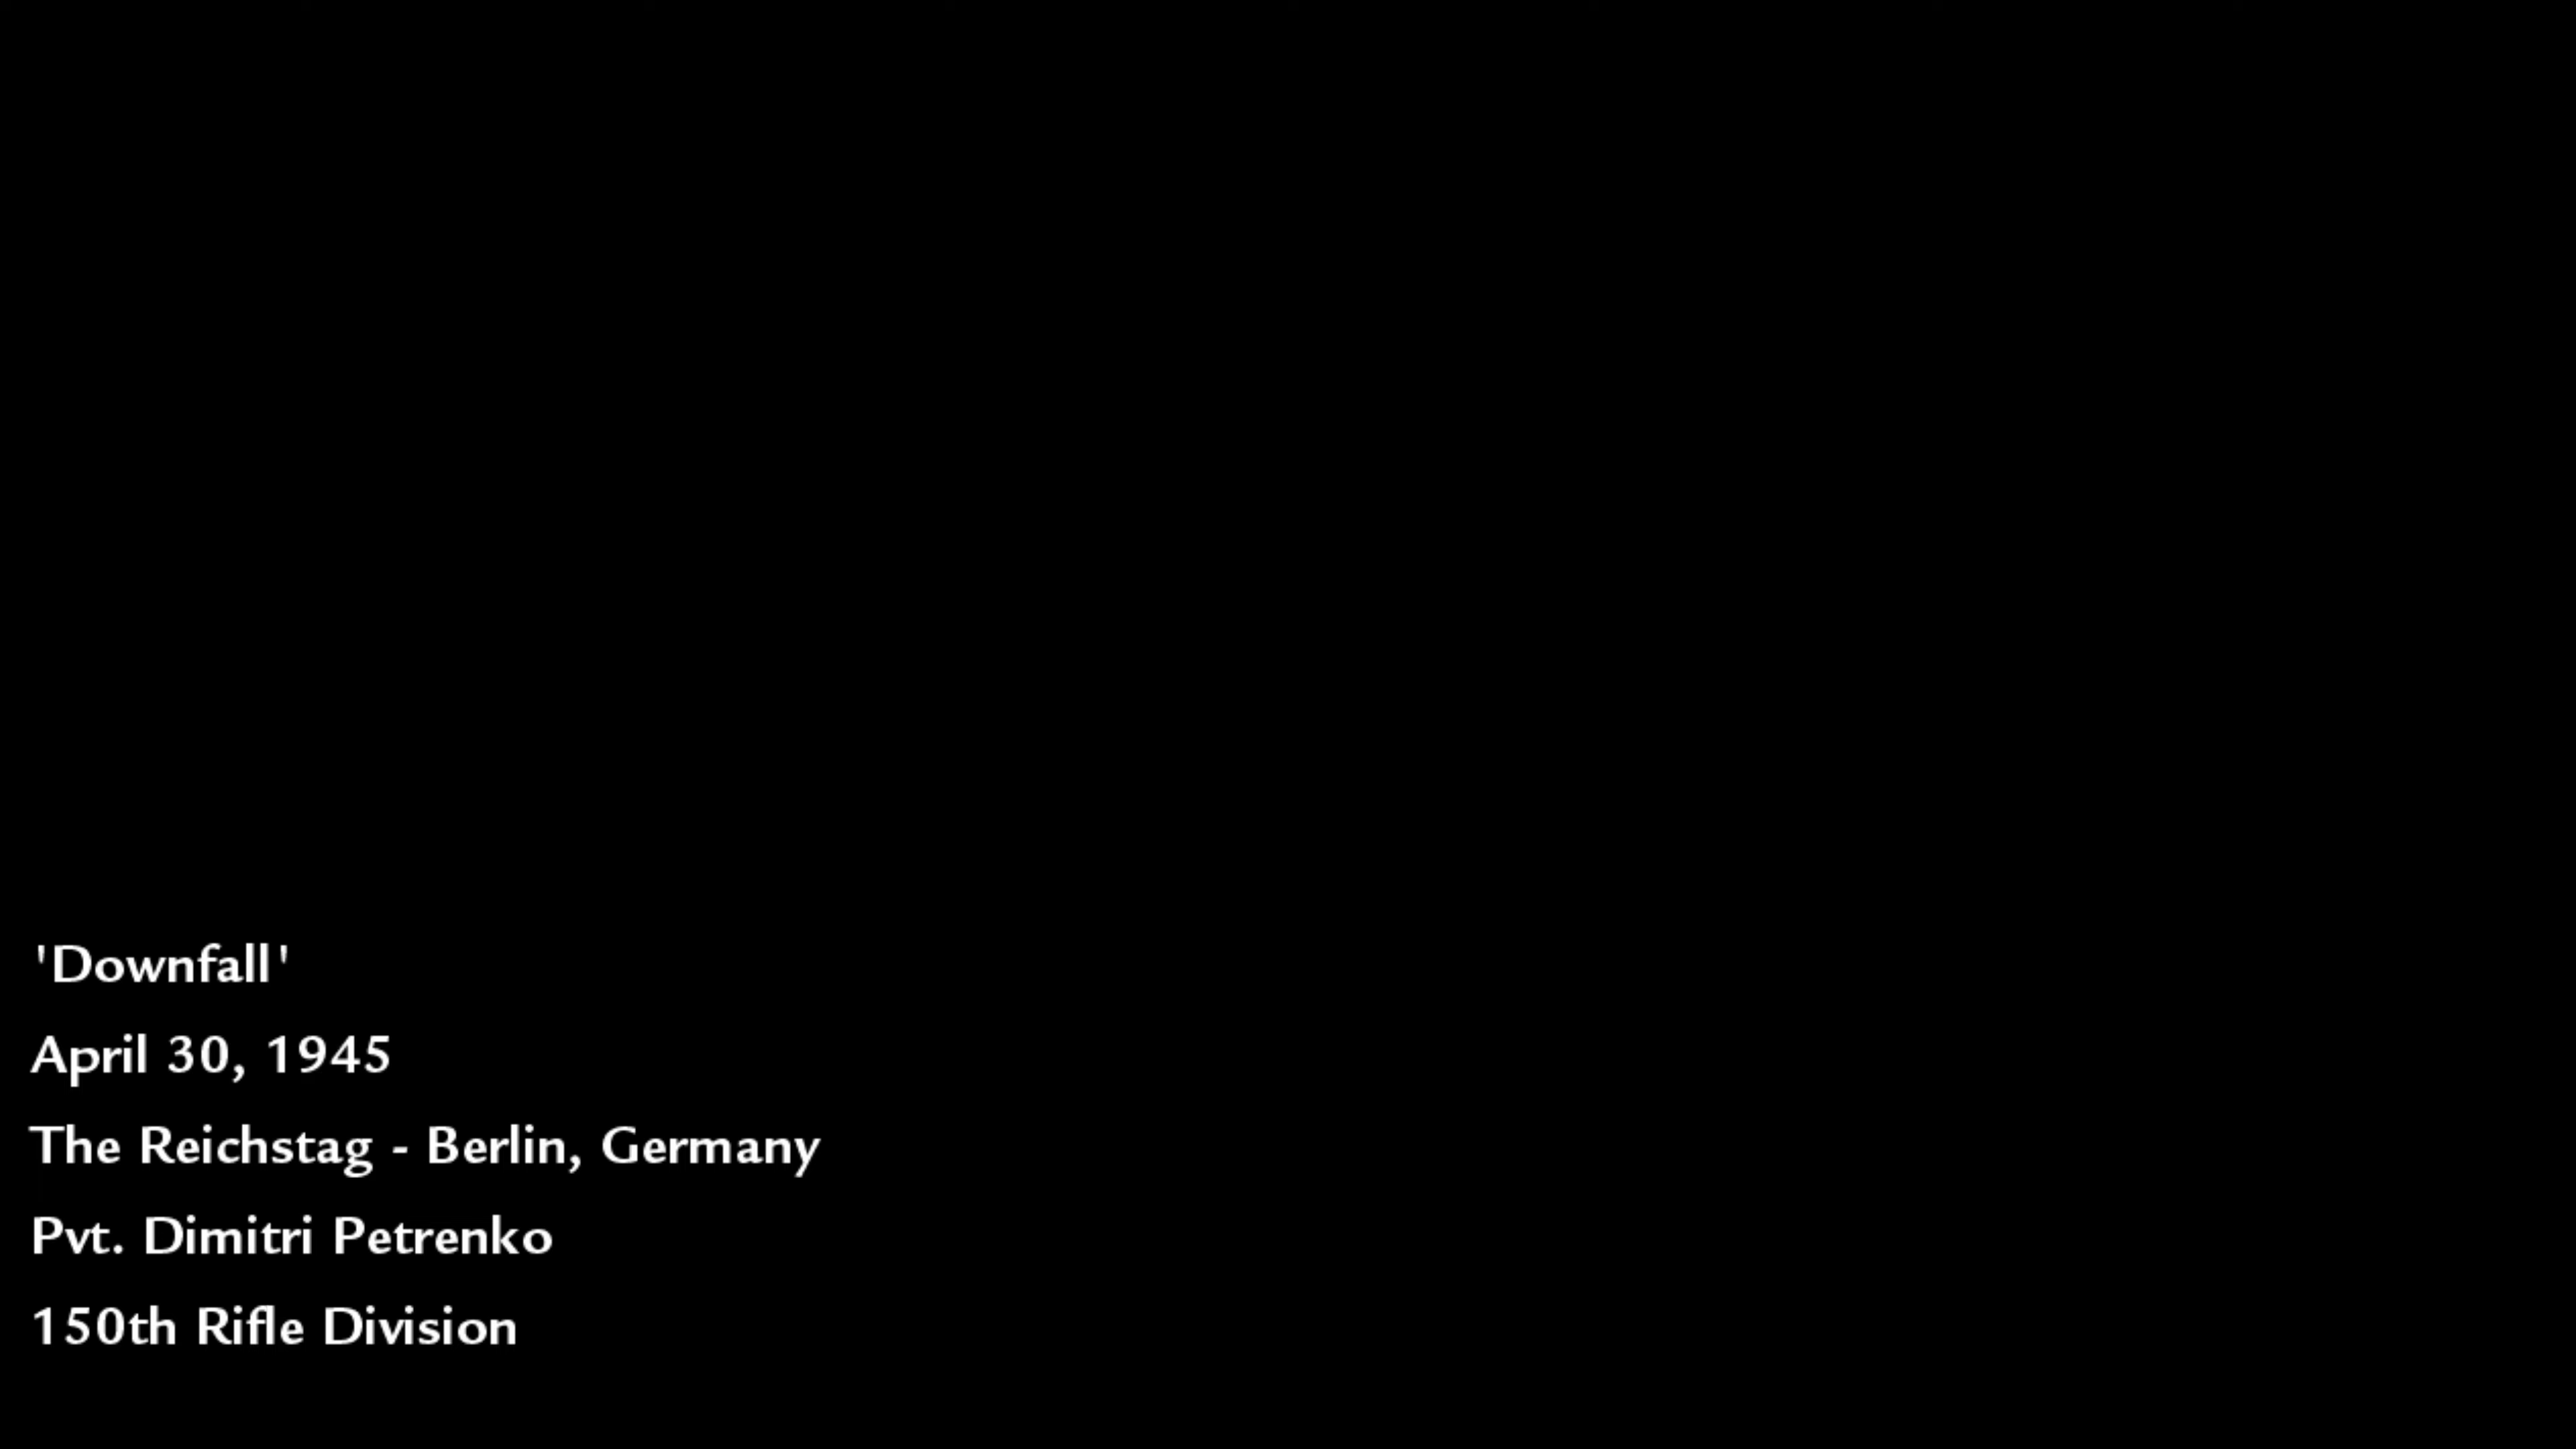 'Downfall'
April 30, 1945
The Reichstag - Berlin, Germany
Pvt. Dimitri Petrenko
150th Rifle Division